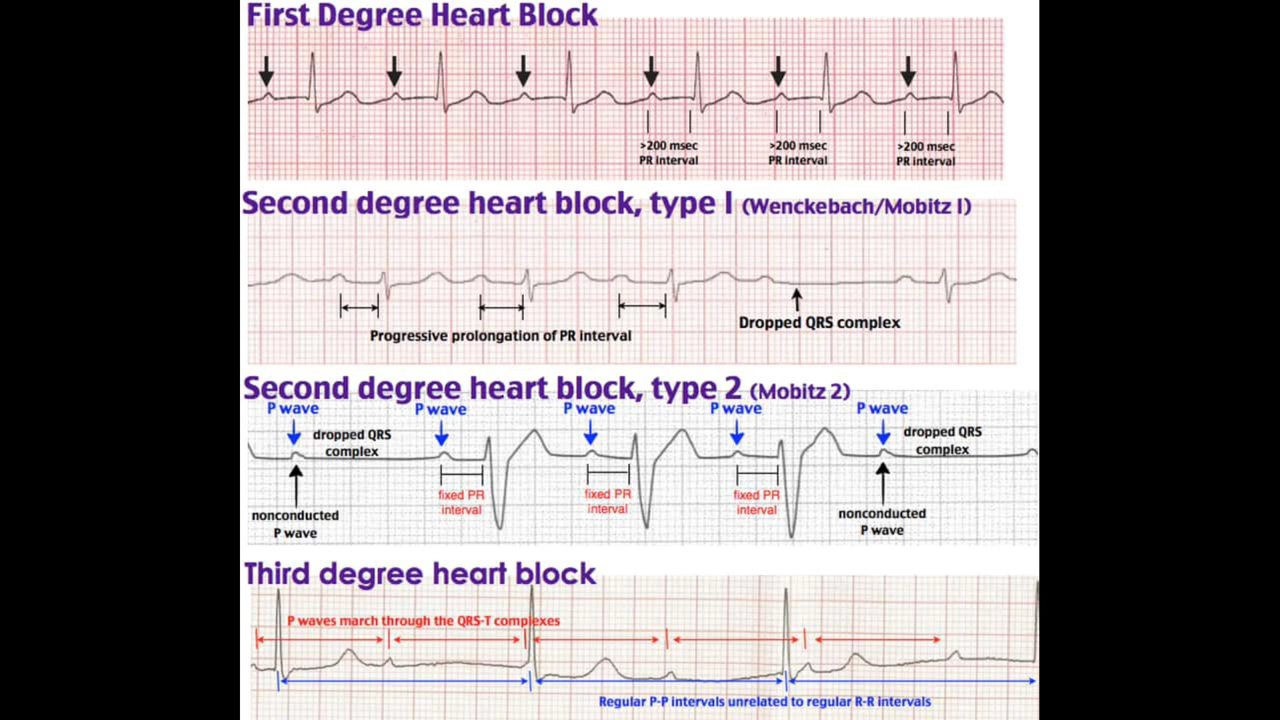 First Degree Heart Block
>200 msec
PR interval
>200 msec
PR interval
>200 msec
PR interval
Second degree heart block, type I (Wenckebach/Mobitz I)
Progressive prolongation of PR interval
Dropped QRS complex
Second degree heart block, type 2 (Mobitz 2)
P wave
P wave
P wave
P wave
P wave
dropped QRS
complex
dropped QRS
complex
fixed PR
interval
fixed PR
interval
fixed PR
interval
nonconducted
P wave
nonconducted
P wave
Third degree heart block
P waves march through the QRS-T complexes
Regular P-P intervals unrelated to regular R-R intervals